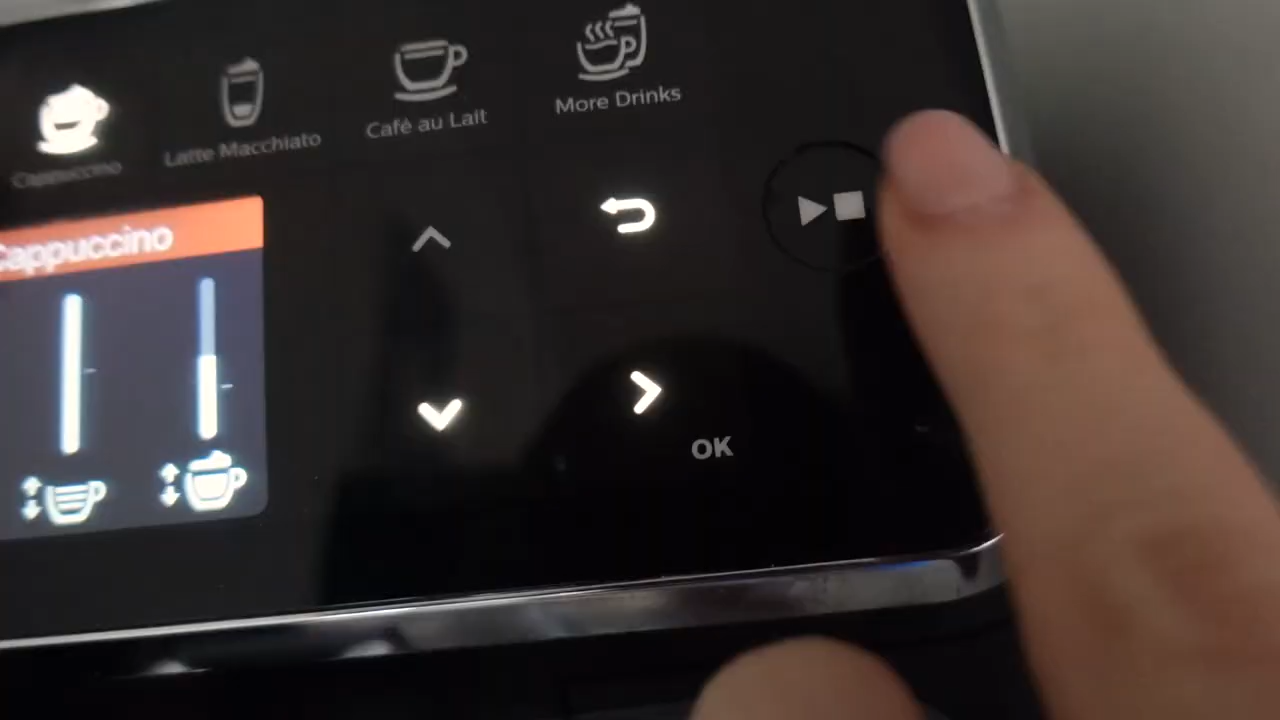 Cappuccino
Latte Macchiato
Café au Lait
More Drinks
Cappuccino
OK